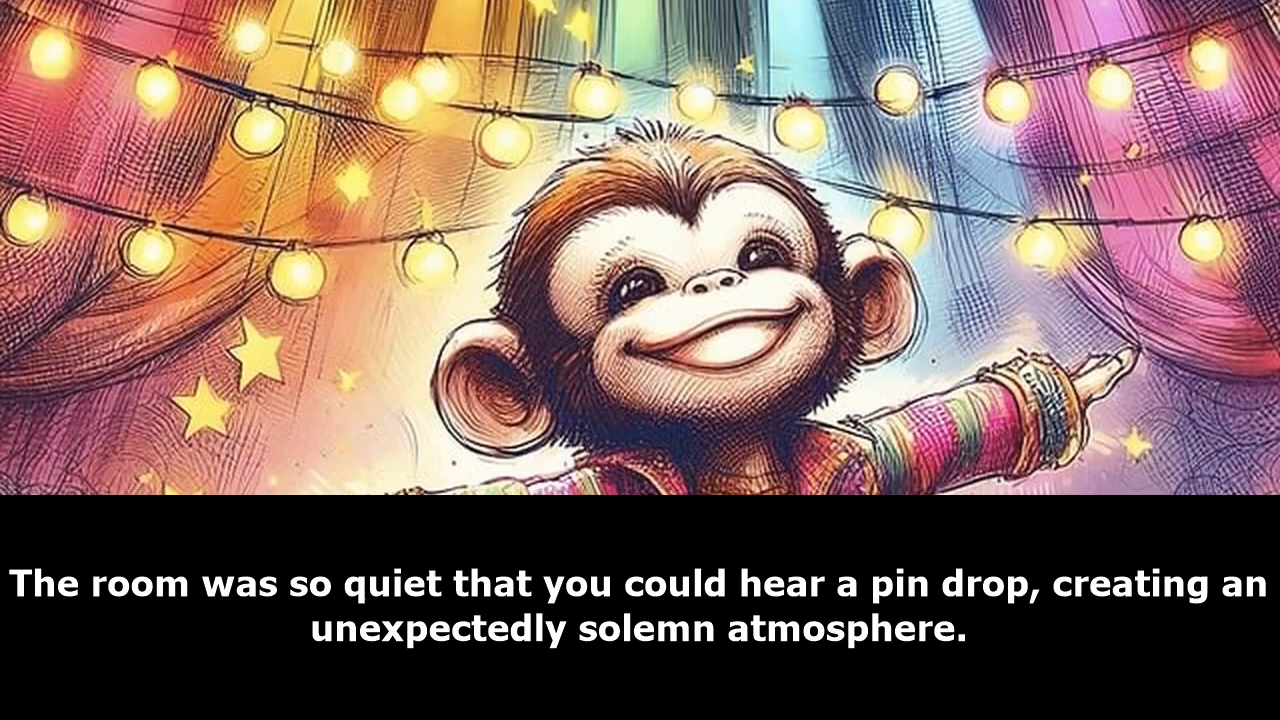 The room was so quiet that you could hear a pin drop, creating an
unexpectedly solemn atmosphere.